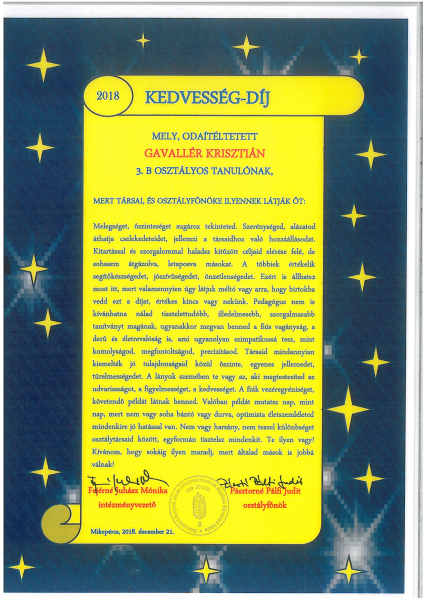 2018
KEDVESSÉG-DÍJ
MELY, ODAÍTÉLTETETT
GAVALLÉR KRISZTIÁN
3. B OSZTÁLYOS TANULÓNAK,
MERT TÁRSAI, ÉS OSZTÁLYFŐNÖKE ILYENNEK LÁTJÁK ŐT:
Melegséget, őszinteséget sugároz tekinteted. Szerénységed, alázatod
áthatja cselekedeteidet, jellemzi a társaidhoz való hozzáállásodat.
Kitartással és szorgalommal haladsz kitűzött céljaid elérése felé, de
sohasem átgázolva, letaposva másokat. A többiek értékelik
segítőkészségedet, jószívűségedet, önzetlenségedet. Ezért is állhatsz
most itt, mert valamennyien úgy látjuk méltó vagy arra, hogy birtokba
vedd ezt a díjat, értékes kincs vagy nekünk. Pedagógus nem is
kívánhatna nálad tisztelettudóbb, illedelmesebb, szorgalmasabb
tanítványt magának, ugyanakkor megvan benned a fiús vagányság, a
derű és életrevalóság is, ami ugyanolyan szimpatikussá tesz, mint
komolyságod, megfontoltságod, precizitásod. Társaid mindannyian
kiemelték jó tulajdonságaid közül őszinte, egyenes jellemedet,
türelmességedet. A lányok szemében te vagy az, aki megtestesíted az
udvariasságot, a figyelmességet, a kedvességet. A fiúk vezéregyéniséget,
követendő példát látnak benned. Valóban példát mutatsz nap, mint
nap, mert nem vagy soha bántó vagy durva, optimista életszemléleted
mindenkire jó hatással van. Nem vagy harsány, nem teszel különbséget
osztálytársaid között, egyformán tisztelsz mindenkit. Te ilyen vagy!
Kívánom, hogy sokáig ilyen maradj, mert általad mások is jobbá
válnak!
Fejérné Juhász Mónika
intézményvezető
Pásztorné Pálfi Judit
osztályfőnök
2.
Mikepércs, 2018. december 21.